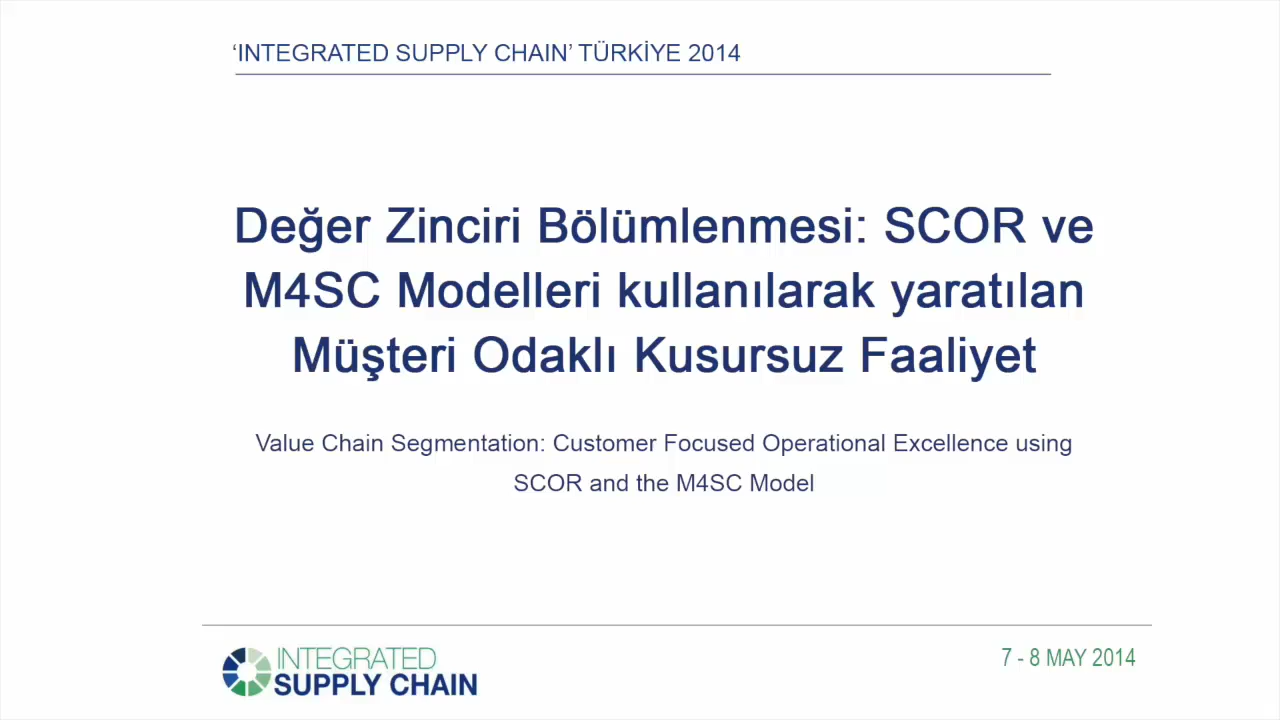 ‘INTEGRATED SUPPLY CHAIN’ TÜRKİYE 2014
Değer Zinciri Bölümlenmesi: SCOR ve
M4SC Modelleri kullanılarak yaratılan
Müşteri Odaklı Kusursuz Faaliyet
Value Chain Segmentation: Customer Focused Operational Excellence using
SCOR and the M4SC Model
INTEGRATED
SUPPLY CHAIN
7 - 8 MAY 2014